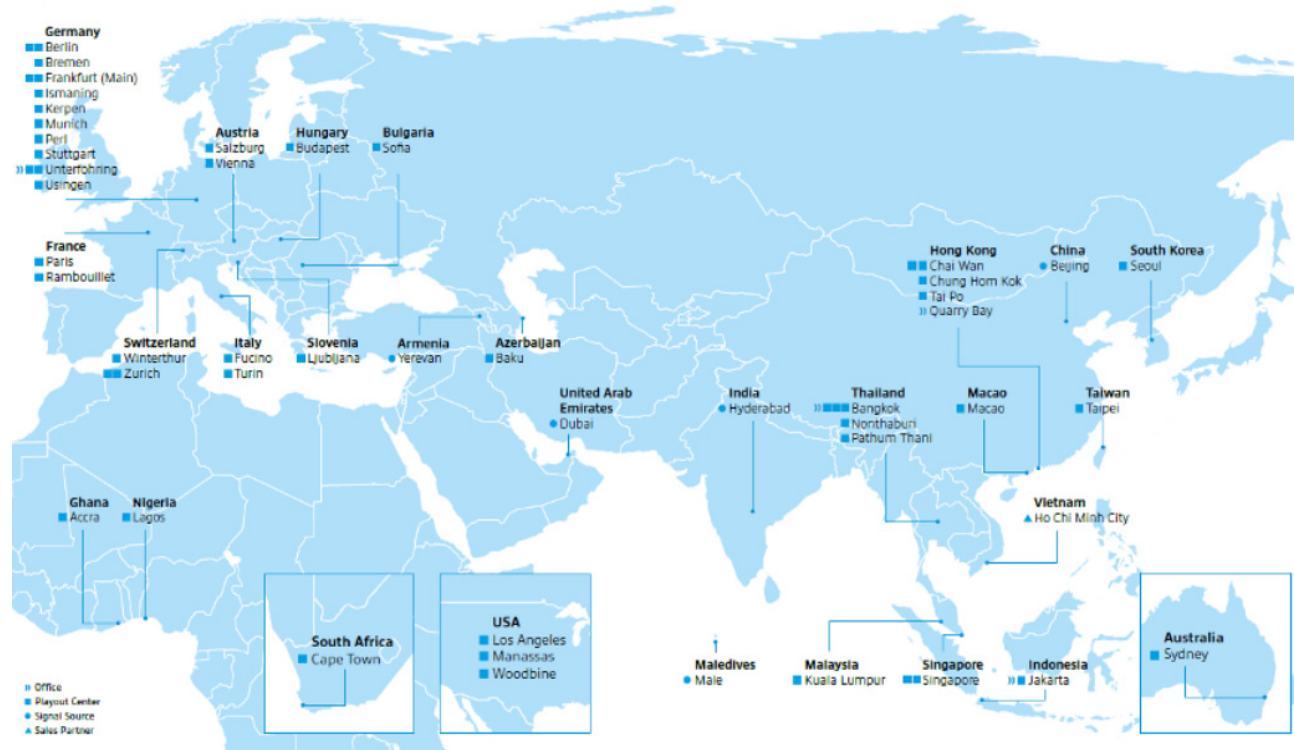 Germany
Berlin
Bremen
Frankfurt (Main)
Ismaning
Kerpen
Munich
Perl
Stuttgart
Unterföhring
Usingen
Austria
Salzburg
Vienna
Hungary
Budapest
Bulgaria
Sofia
France
Paris
Rambouillet
Hong Kong
Chai Wan
Chung Hom Kok
Tai Po
Quarry Bay
China
Beijing
South Korea
Seoul
Switzerland
Winterthur
Zurich
Italy
Fucino
Turin
Slovenia
Ljubljana
Armenia
Yerevan
Azerbaijan
Baku
United Arab
Emirates
Dubai
India
Hyderabad
Thailand
Bangkok
Nonthaburi
Pathum Thani
Macao
Macao
Taiwan
Taipei
Ghana
Accra
Nigeria
Lagos
Vietnam
Ho Chi Minh City
South Africa
Cape Town
USA
Los Angeles
Manassas
Woodbine
Maledives
Male
Malaysia
Kuala Lumpur
Singapore
Singapore
Indonesia
Jakarta
Australia
Sydney
Office
Playout Center
Signal Source
Sales Partner